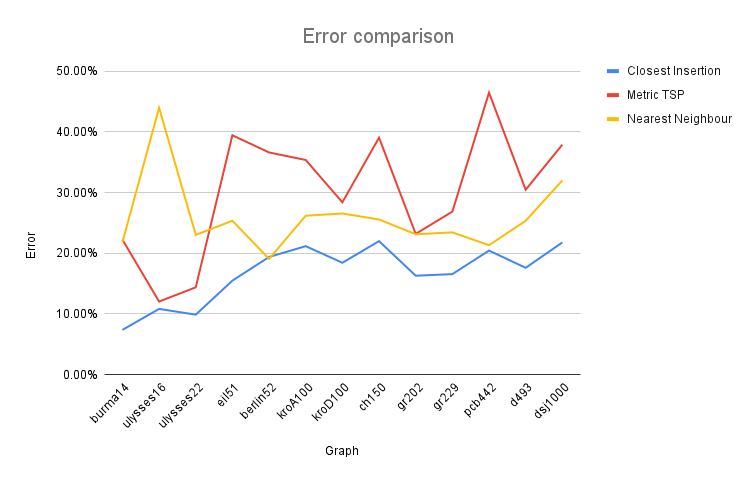 Error comparison
50.00%
40.00%
30.00%
20.00%
10.00%
0.00%
Error
burma14
ulysses16
ulysses22
eil51
berlin52
kroA100
kroD100
ch150
gr202
gr229
pcb442
d493
dsj1000
Graph
Closest Insertion
Metric TSP
Nearest Neighbour